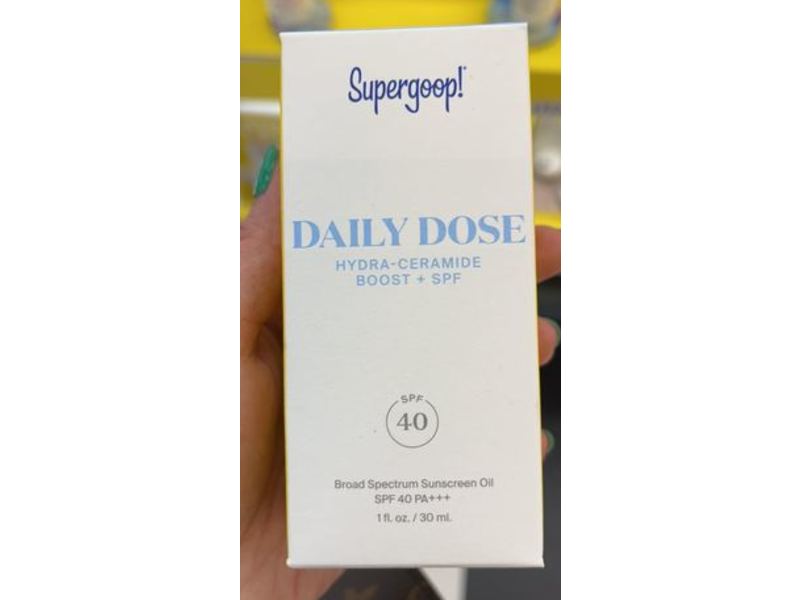 Supergoop!
DAILY DOSE
HYDRA-CERAMIDE
BOOST + SPF
SPF
40
Broad Spectrum Sunscreen Oil
SPF 40 PA+++
1 fl. oz. / 30 ml.